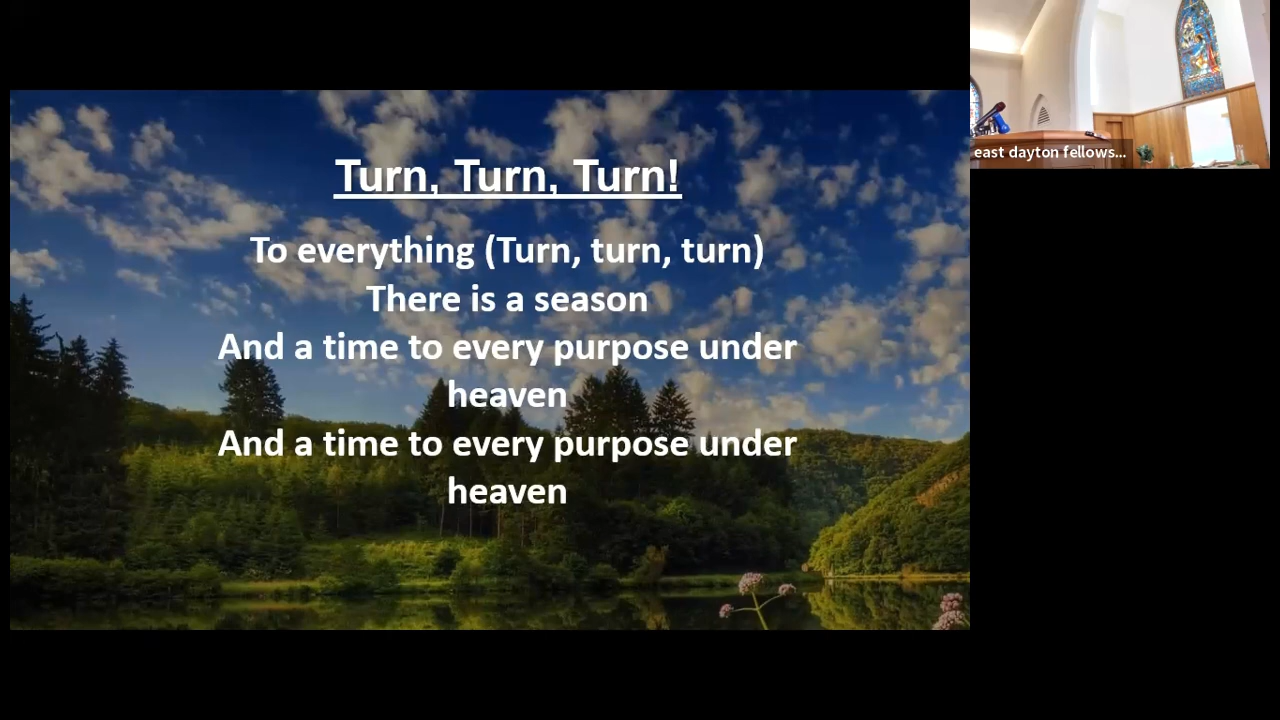 Turn, Turn, Turn!
To everything (Turn, turn, turn)
There is a season
And a time to every purpose under
heaven
And a time to every purpose under
heaven
east dayton fellows...